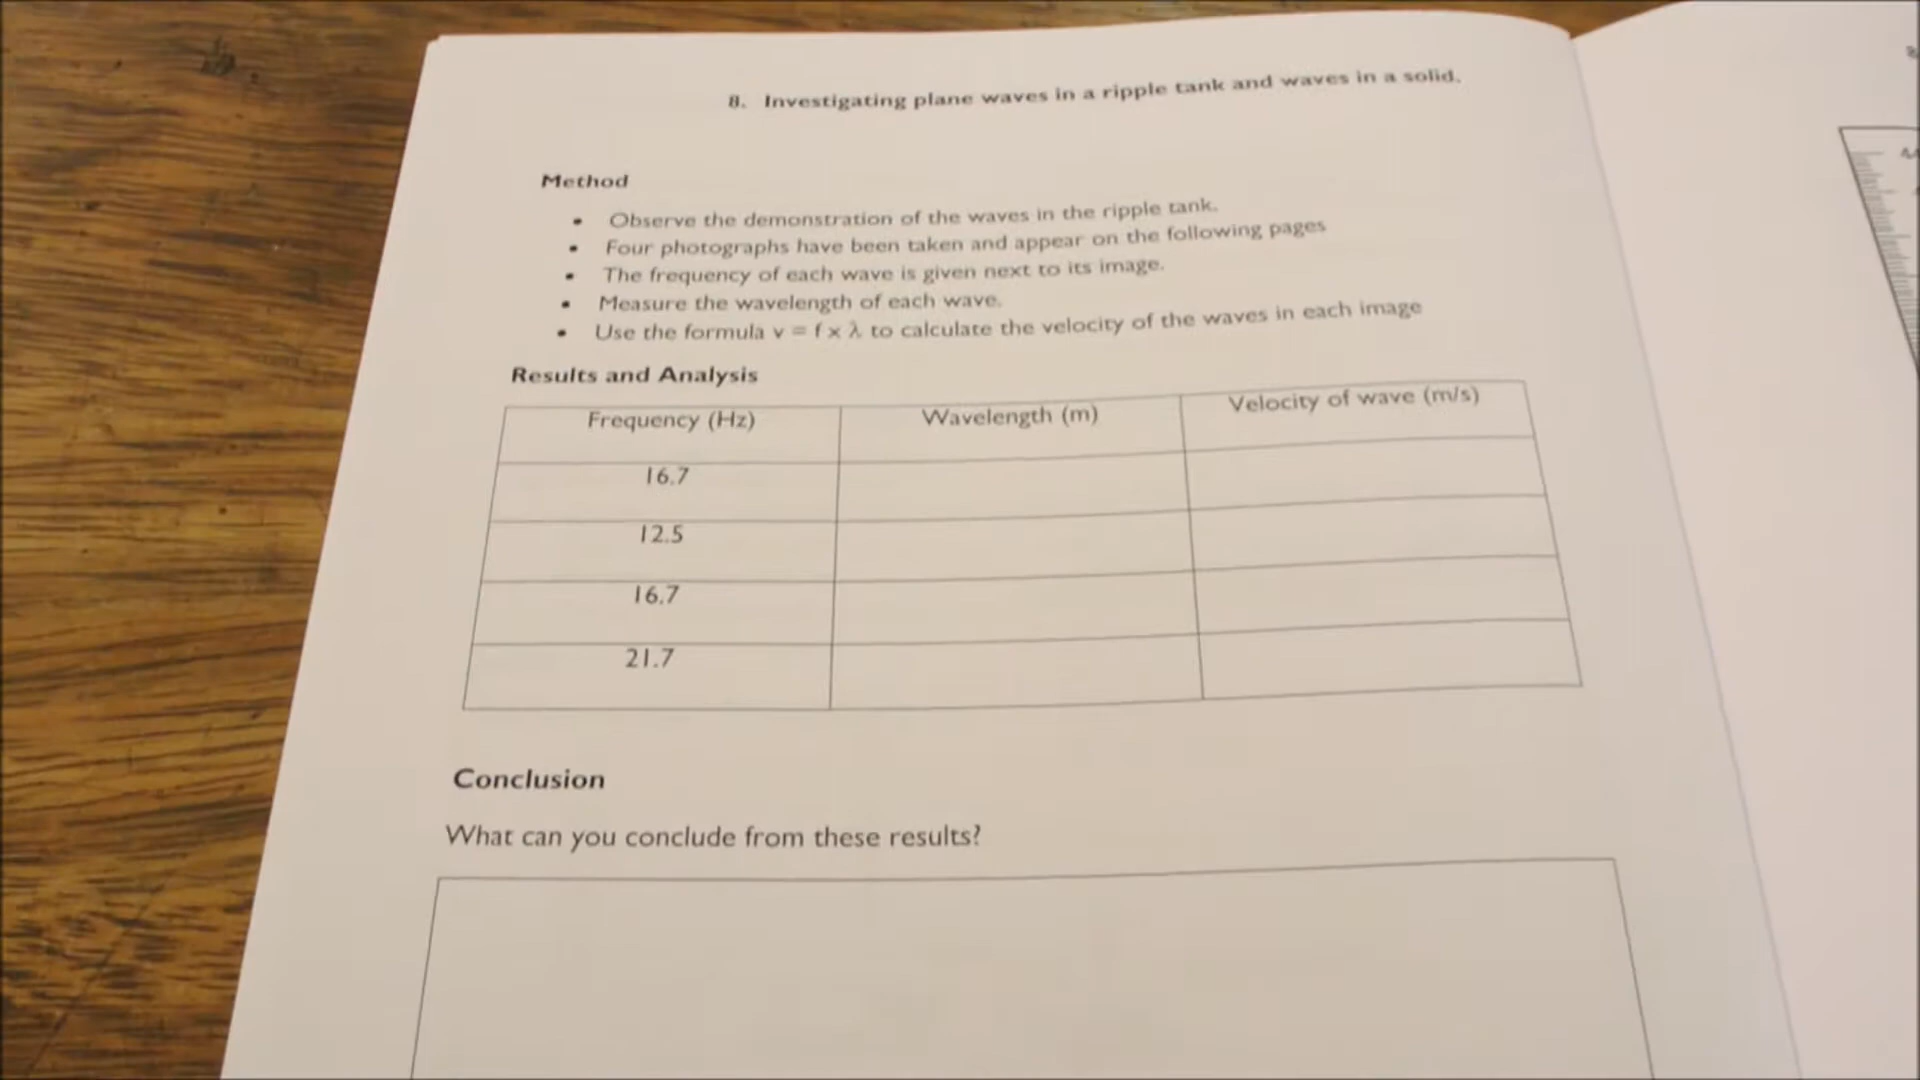 8. Investigating plane waves in a ripple tank and waves in a solid.
Method
• Observe the demonstration of the waves in the ripple tank.
• Four photographs have been taken and appear on the following pages
• The frequency of each wave is given next to its image.
• Measure the wavelength of each wave.
• Use the formula v = f x λ to calculate the velocity of the waves in each image
Results and Analysis
Frequency (Hz) Wavelength (m) Velocity of wave (m/s)
16.7
12.5
16.7
21.7
Conclusion
What can you conclude from these results?